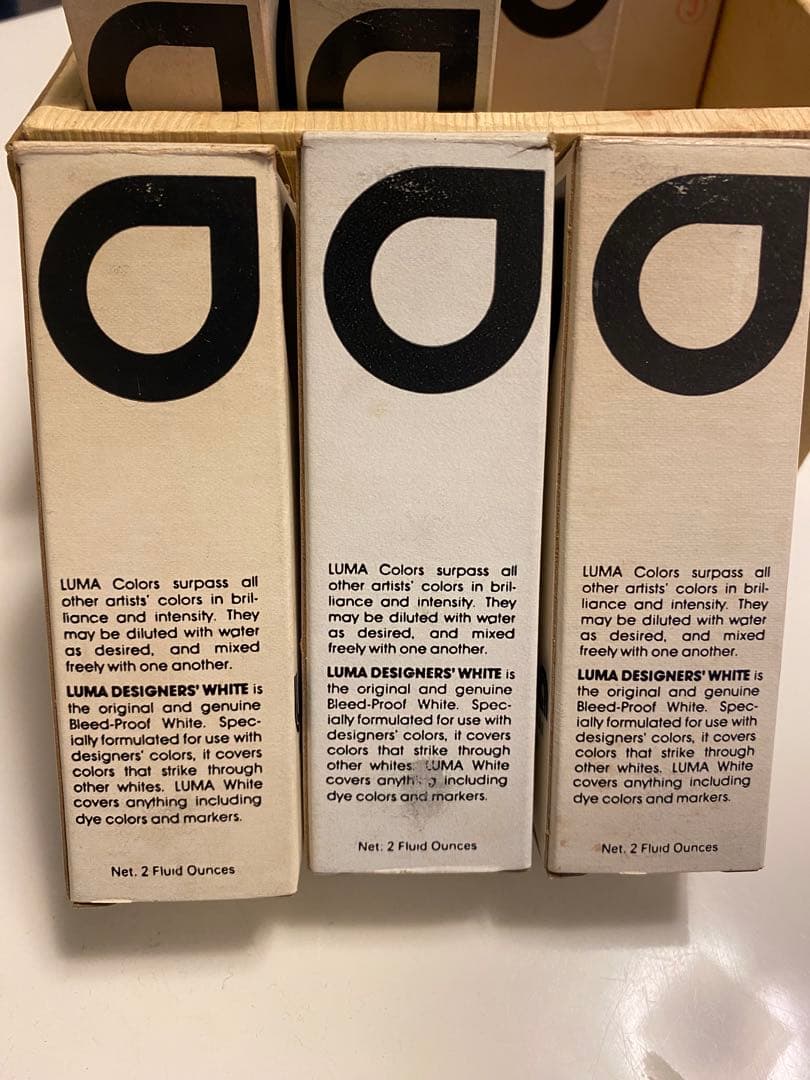 LUMA Colors surpass all
other artists' colors in bril-
liance and intensity. They
may be diluted with water
as desired, and mixed
freely with one another.
LUMA DESIGNERS' WHITE is
the original and genuine
Bleed-Proof White. Spec-
ially formulated for use with
designers' colors, it covers
colors that strike through
other whites. LUMA White
covers anything including
dye colors and markers.
Net. 2 Fluid Ounces
LUMA Colors surpass all
other artists' colors in bril-
liance and intensity. They
may be diluted with water
as desired, and mixed
freely with one another.
LUMA DESIGNERS' WHITE is
the original and genuine
Bleed-Proof White. Spec-
ially formulated for use with
designers' colors, it covers
colors that strike through
other whites. LUMA White
covers anything including
dye colors and markers.
Net. 2 Fluid Ounces
LUMA Colors surpass all
other artists' colors in bril-
liance and intensity. They
may be diluted with water
as desired, and mixed
freely with one another.
LUMA DESIGNERS' WHITE is
the original and genuine
Bleed-Proof White. Spec-
ially formulated for use with
designers' colors, it covers
colors that strike through
other whites. LUMA White
covers anything including
dye colors and markers.
Net. 2 Fluid Ounces